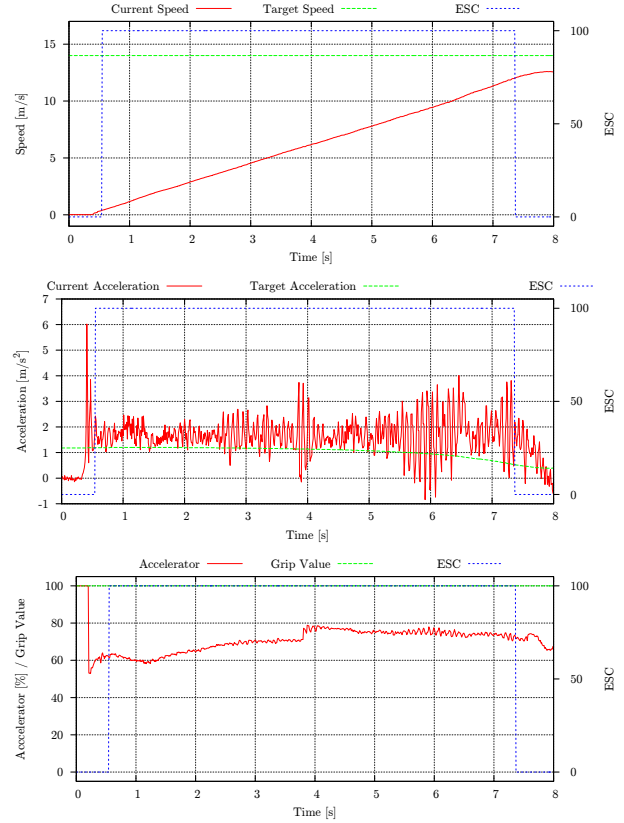 Current Speed Target Speed ESC
15
10
5
0
100
50
0
Speed [m/s]
ESC
0 1 2 3 4 5 6 7 8
Time [s]
Current Acceleration Target Acceleration ESC
7
6
5
4
3
2
1
0
-1
100
50
0
Acceleration [m/s²]
ESC
0 1 2 3 4 5 6 7 8
Time [s]
Accelerator Grip Value ESC
100
80
60
40
20
0
100
50
0
Acccelerator [%] / Grip Value
ESC
0 1 2 3 4 5 6 7 8
Time [s]